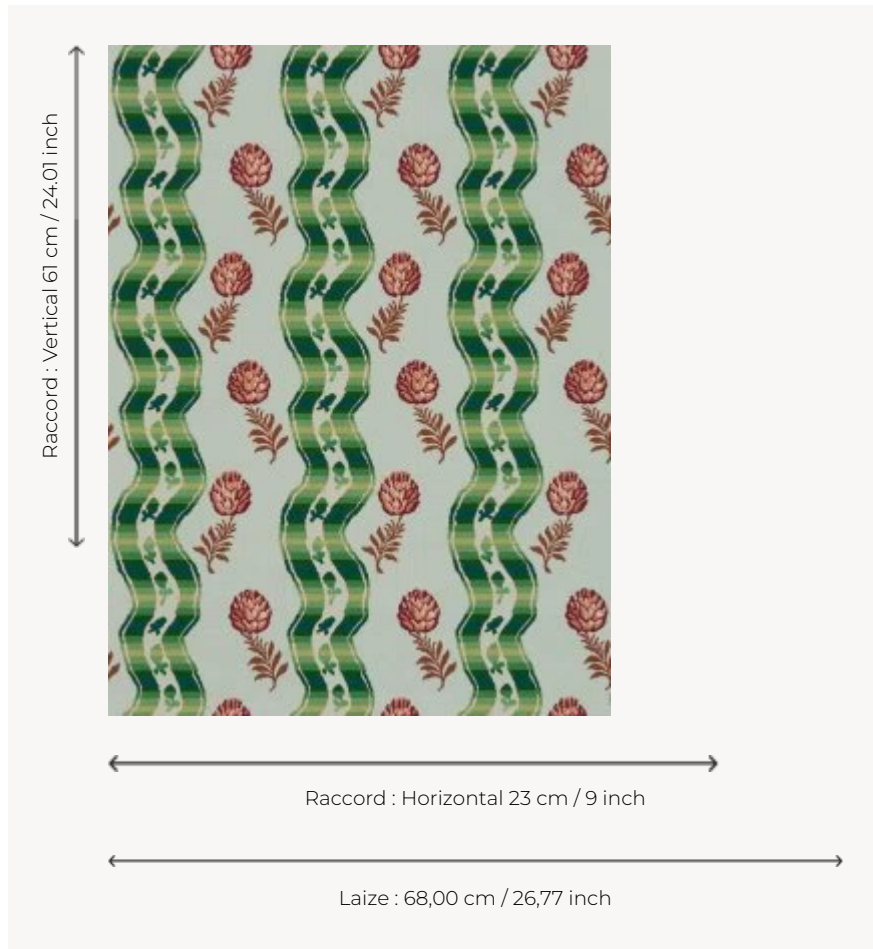 Raccord : Vertical 61 cm / 24.01 inch
Raccord : Horizontal 23 cm / 9 inch
Laize : 68,00 cm / 26,77 inch